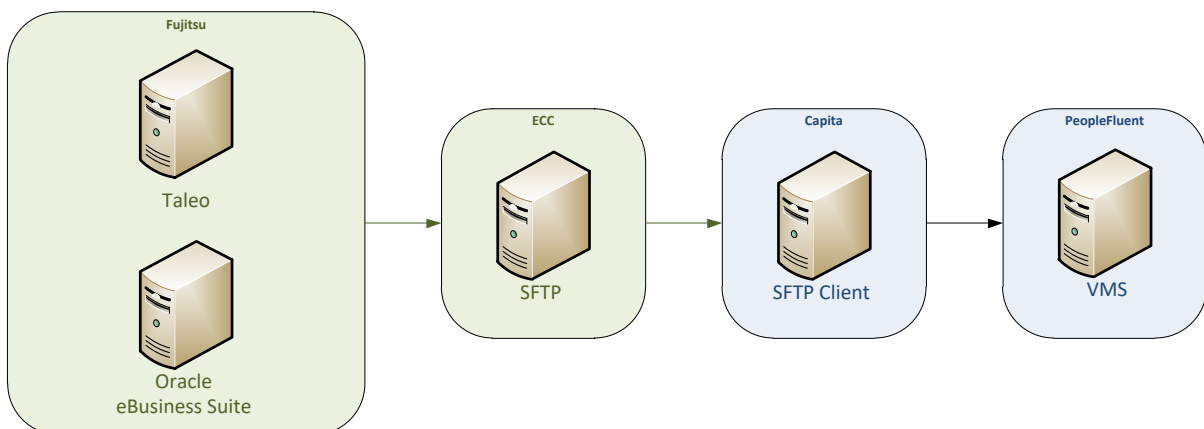 Fujitsu
Taleo
Oracle
eBusiness Suite
ECC
SFTP
Capita
SFTP Client
PeopleFluent
VMS